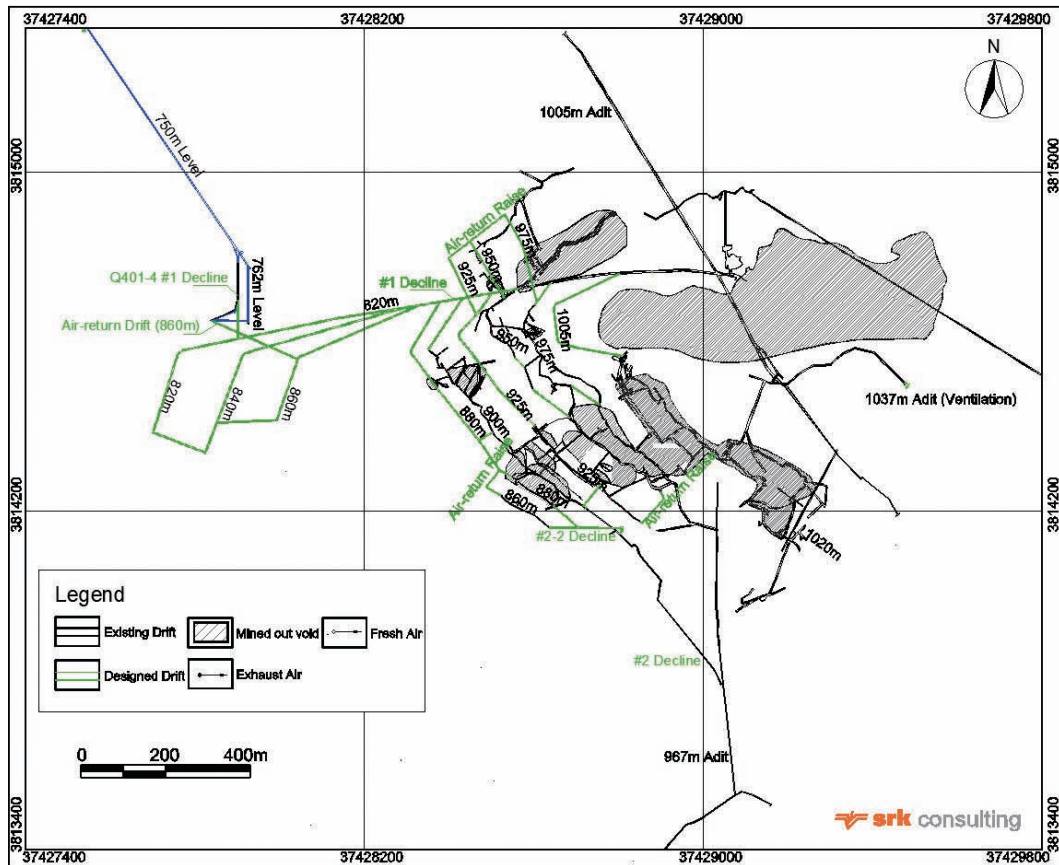 37427400
37428200
37429000
37429800
N
1005m Adit
750m Level
3815000
3815000
Air-return Raise
975m
950m
925m
762m Level
Q401-4 #1 Decline
#1 Decline
820m
Air-return Drift (860m)
1005m
950m
975m
820m
840m
860m
1037m Adit (Ventilation)
925m
900m
880m
Air-return Raise
925m
880m
860m
Air-return Raise
3814200
3814200
#2-2 Decline
1020m
Legend
Existing Drift
Mined out void
Fresh Air
Designed Drift
Exhaust Air
#2 Decline
0 200 400m
967m Adit
srk consulting
3813400
3813400
37427400
37428200
37429000
37429800